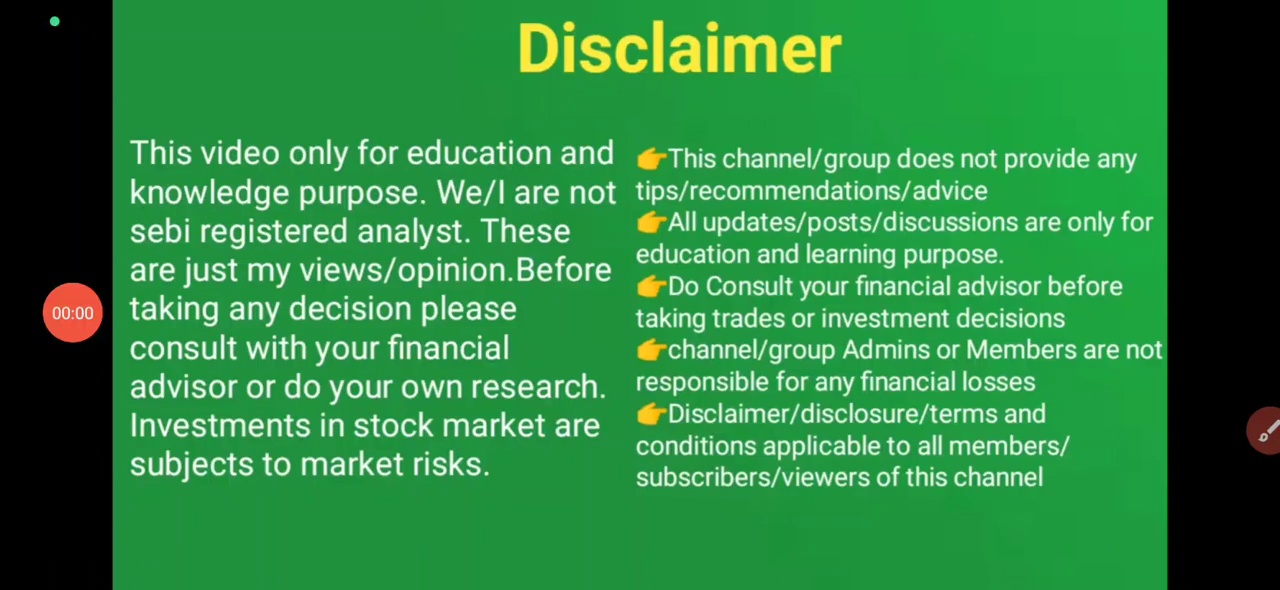 Disclaimer
This video only for education and
knowledge purpose. We/I are not
sebi registered analyst. These
are just my views/opinion.Before
taking any decision please
consult with your financial
advisor or do your own research.
Investments in stock market are
subjects to market risks.
👉This channel/group does not provide any
tips/recommendations/advice
👉All updates/posts/discussions are only for
education and learning purpose.
👉Do Consult your financial advisor before
taking trades or investment decisions
👉channel/group Admins or Members are not
responsible for any financial losses
👉Disclaimer/disclosure/terms and
conditions applicable to all members/
subscribers/viewers of this channel
00:00